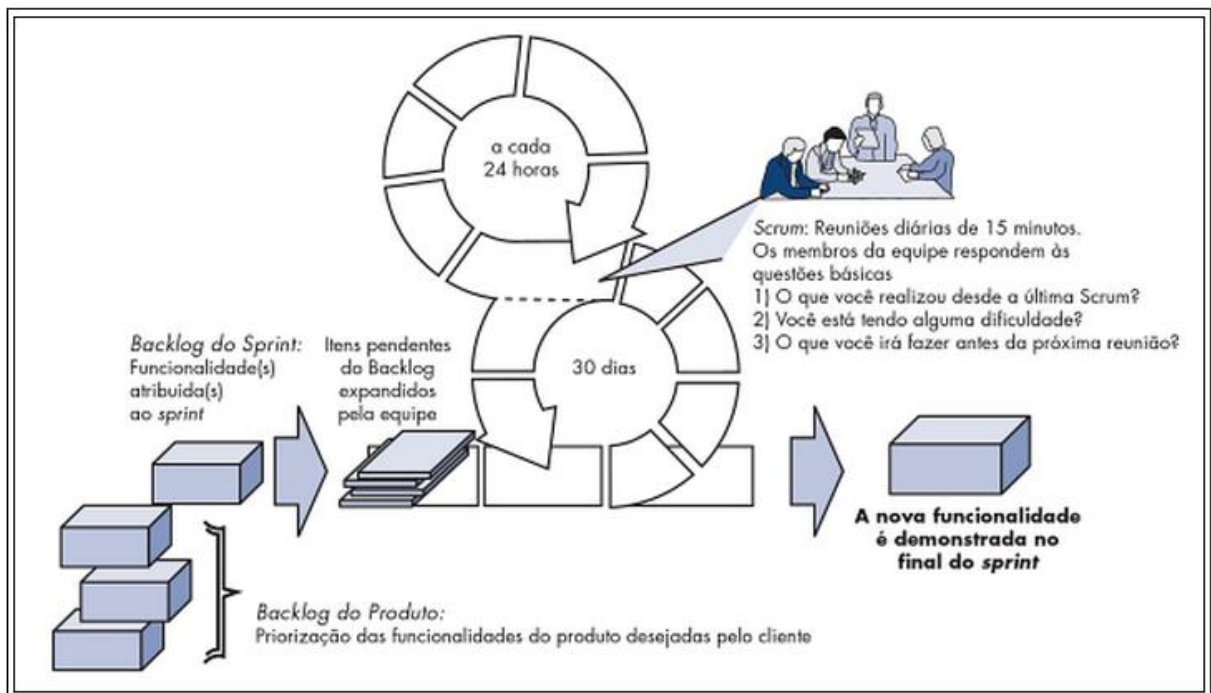 a cada
24 horas
Scrum: Reuniões diárias de 15 minutos.
Os membros da equipe respondem às
questões básicas
1) O que você realizou desde a última Scrum?
2) Você está tendo alguma dificuldade?
3) O que você irá fazer antes da próxima reunião?
Backlog do Sprint:
Funcionalidade(s)
atribuida(s)
ao sprint
Itens pendentes
do Backlog
expandidos
pela equipe
30 dias
A nova funcionalidade
é demonstrada no
final do sprint
Backlog do Produto:
Priorização das funcionalidades do produto desejadas pelo cliente